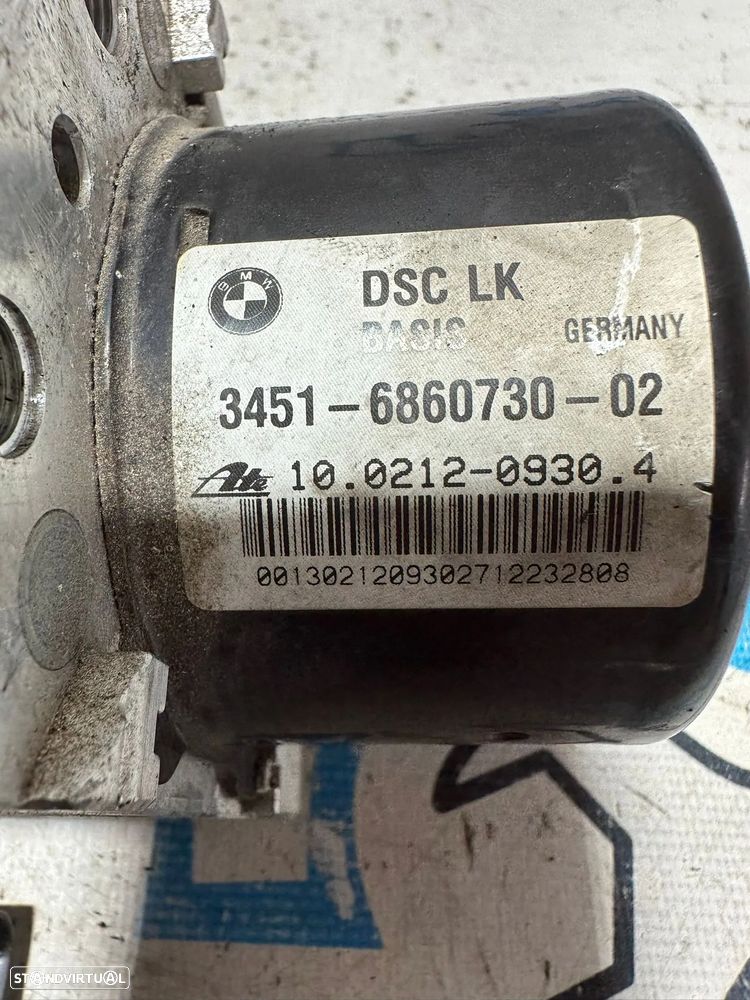 BMW
DSC LK
BASIS GERMANY
3451-6860730-02
Ate 10.0212-0930.4
0013021209302712232808
STANDVIRTUAL